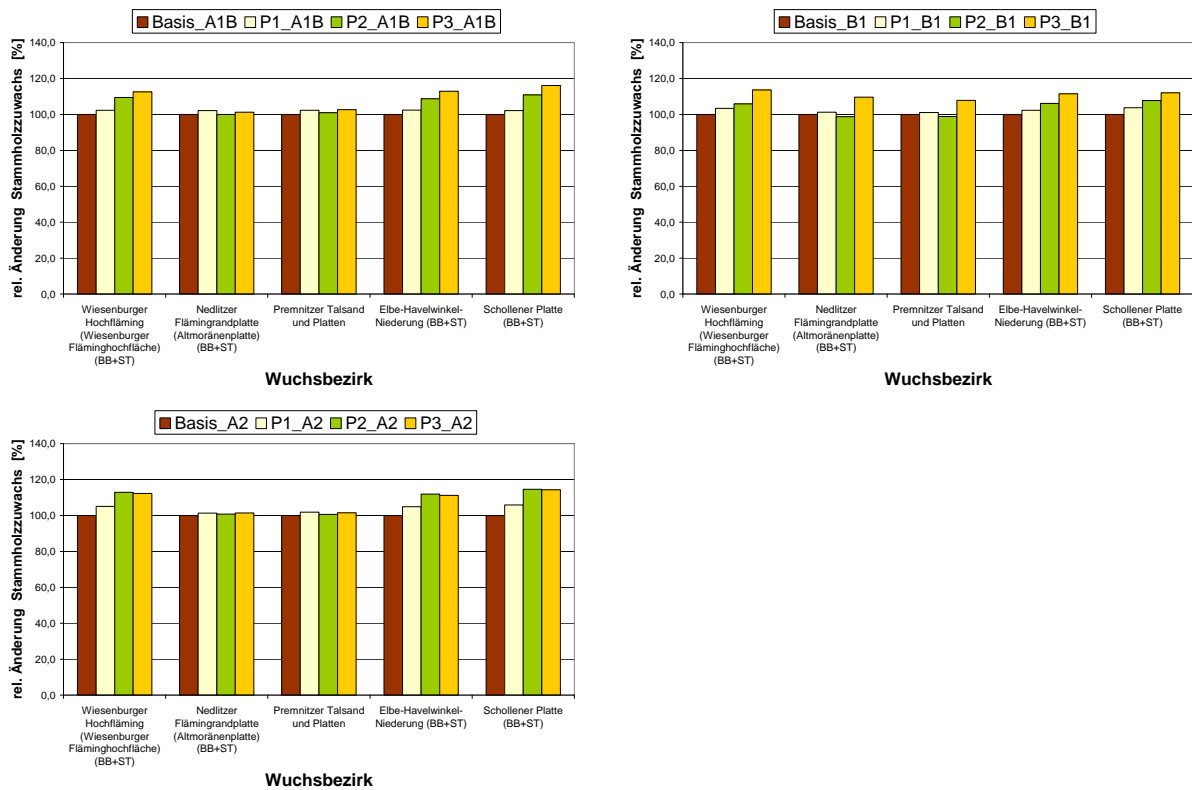 Basis_A1B P1_A1B P2_A1B P3_A1B
rel. Änderung Stammholzzuwachs [%]
140,0
120,0
100,0
80,0
60,0
40,0
20,0
0,0
Wiesenburger
Hochfläming
(Wiesenburger
Fläminghochfläche)
(BB+ST)
Nedlitzer
Flämingrandplatte
(Altmoränenplatte)
(BB+ST)
Premnitzer Talsand
und Platten
Elbe-Havelwinkel-
Niederung (BB+ST)
Schollener Platte
(BB+ST)
Wuchsbezirk
Basis_B1 P1_B1 P2_B1 P3_B1
rel. Änderung Stammholzzuwachs [%]
140,0
120,0
100,0
80,0
60,0
40,0
20,0
0,0
Wiesenburger
Hochfläming
(Wiesenburger
Fläminghochfläche)
(BB+ST)
Nedlitzer
Flämingrandplatte
(Altmoränenplatte)
(BB+ST)
Premnitzer Talsand
und Platten
Elbe-Havelwinkel-
Niederung (BB+ST)
Schollener Platte
(BB+ST)
Wuchsbezirk
Basis_A2 P1_A2 P2_A2 P3_A2
rel. Änderung Stammholzzuwachs [%]
140,0
120,0
100,0
80,0
60,0
40,0
20,0
0,0
Wiesenburger
Hochfläming
(Wiesenburger
Fläminghochfläche)
(BB+ST)
Nedlitzer
Flämingrandplatte
(Altmoränenplatte)
(BB+ST)
Premnitzer Talsand
und Platten
Elbe-Havelwinkel-
Niederung (BB+ST)
Schollener Platte
(BB+ST)
Wuchsbezirk